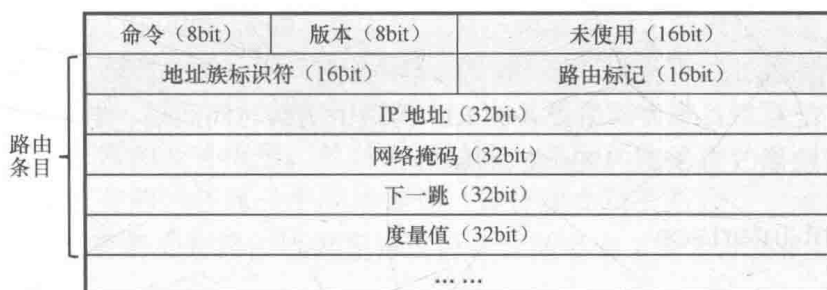 命令（8bit） 版本（8bit） 未使用（16bit）
地址族标识符（16bit） 路由标记（16bit）
IP 地址（32bit）
网络掩码（32bit）
下一跳（32bit）
度量值（32bit）
… …
路由
条目